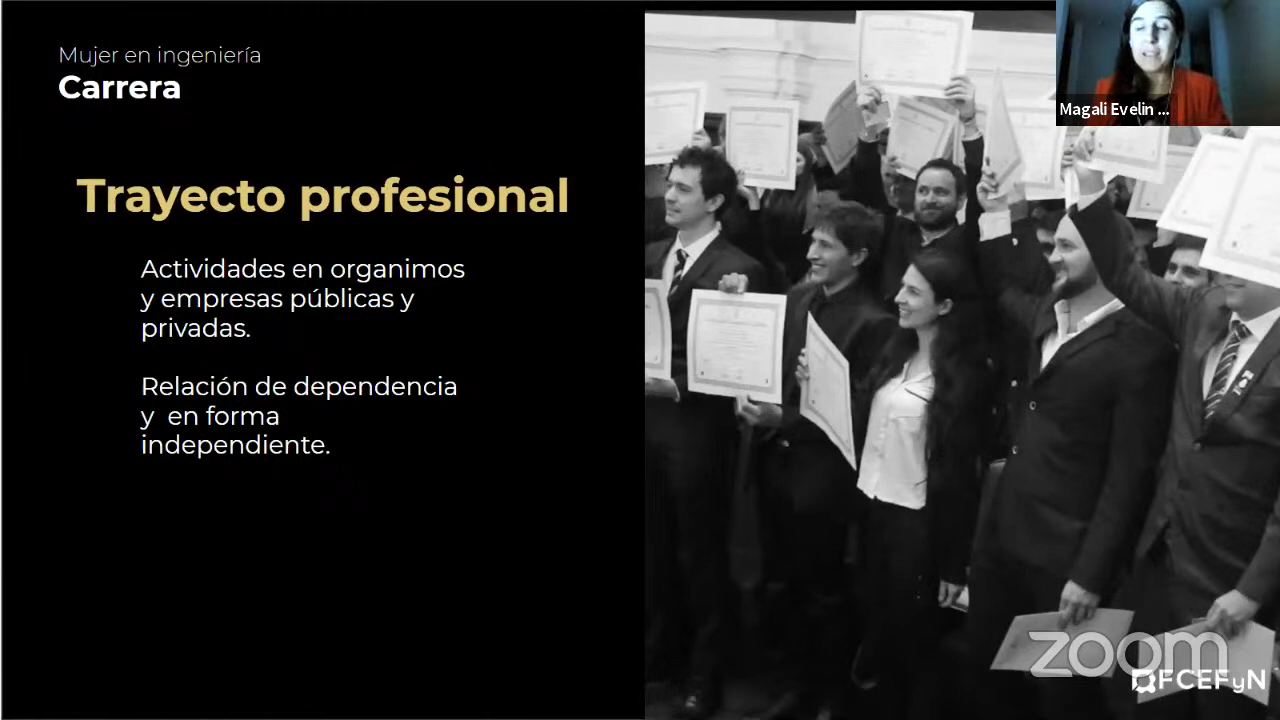 Mujer en ingeniería
Carrera
Trayecto profesional
Actividades en organimos
y empresas públicas y
privadas.
Relación de dependencia
y en forma
independiente.
Magali Evelin ...
zoom
FCEFyN